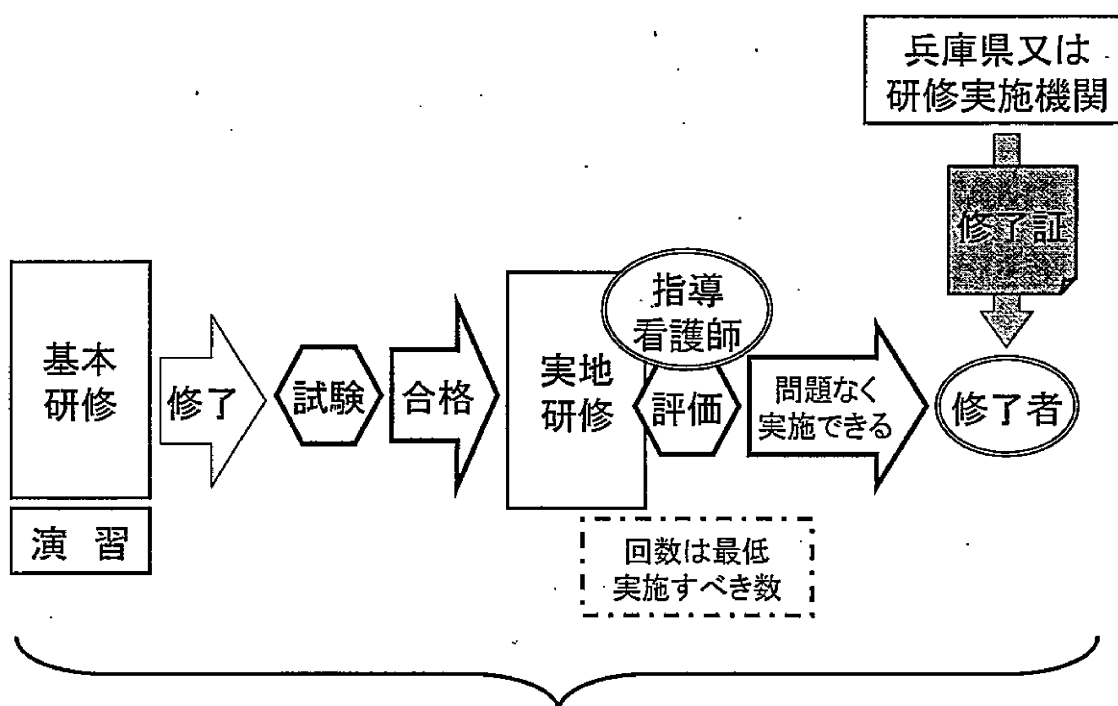 兵庫県又は
研修実施機関
修了証
基本
研修
修了
試験
合格
実地
研修
指導
看護師
評価
問題なく
実施できる
修了者
演 習
回数は最低
実施すべき数